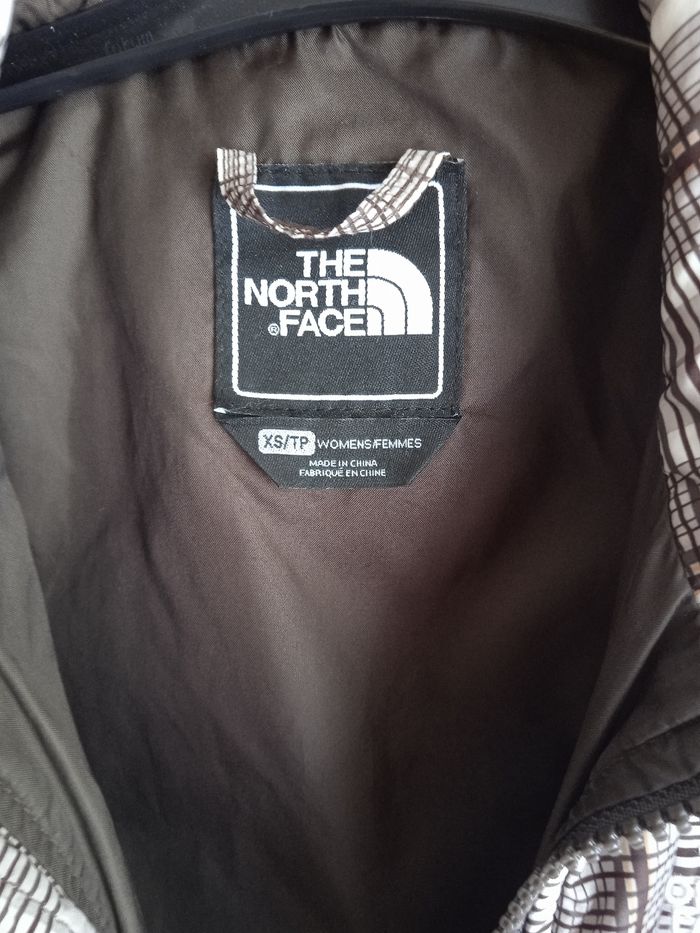 THE
NORTH
®FACE
XS/TP WOMENS/FEMMES
MADE IN CHINA
FABRIQUÉ EN CHINE